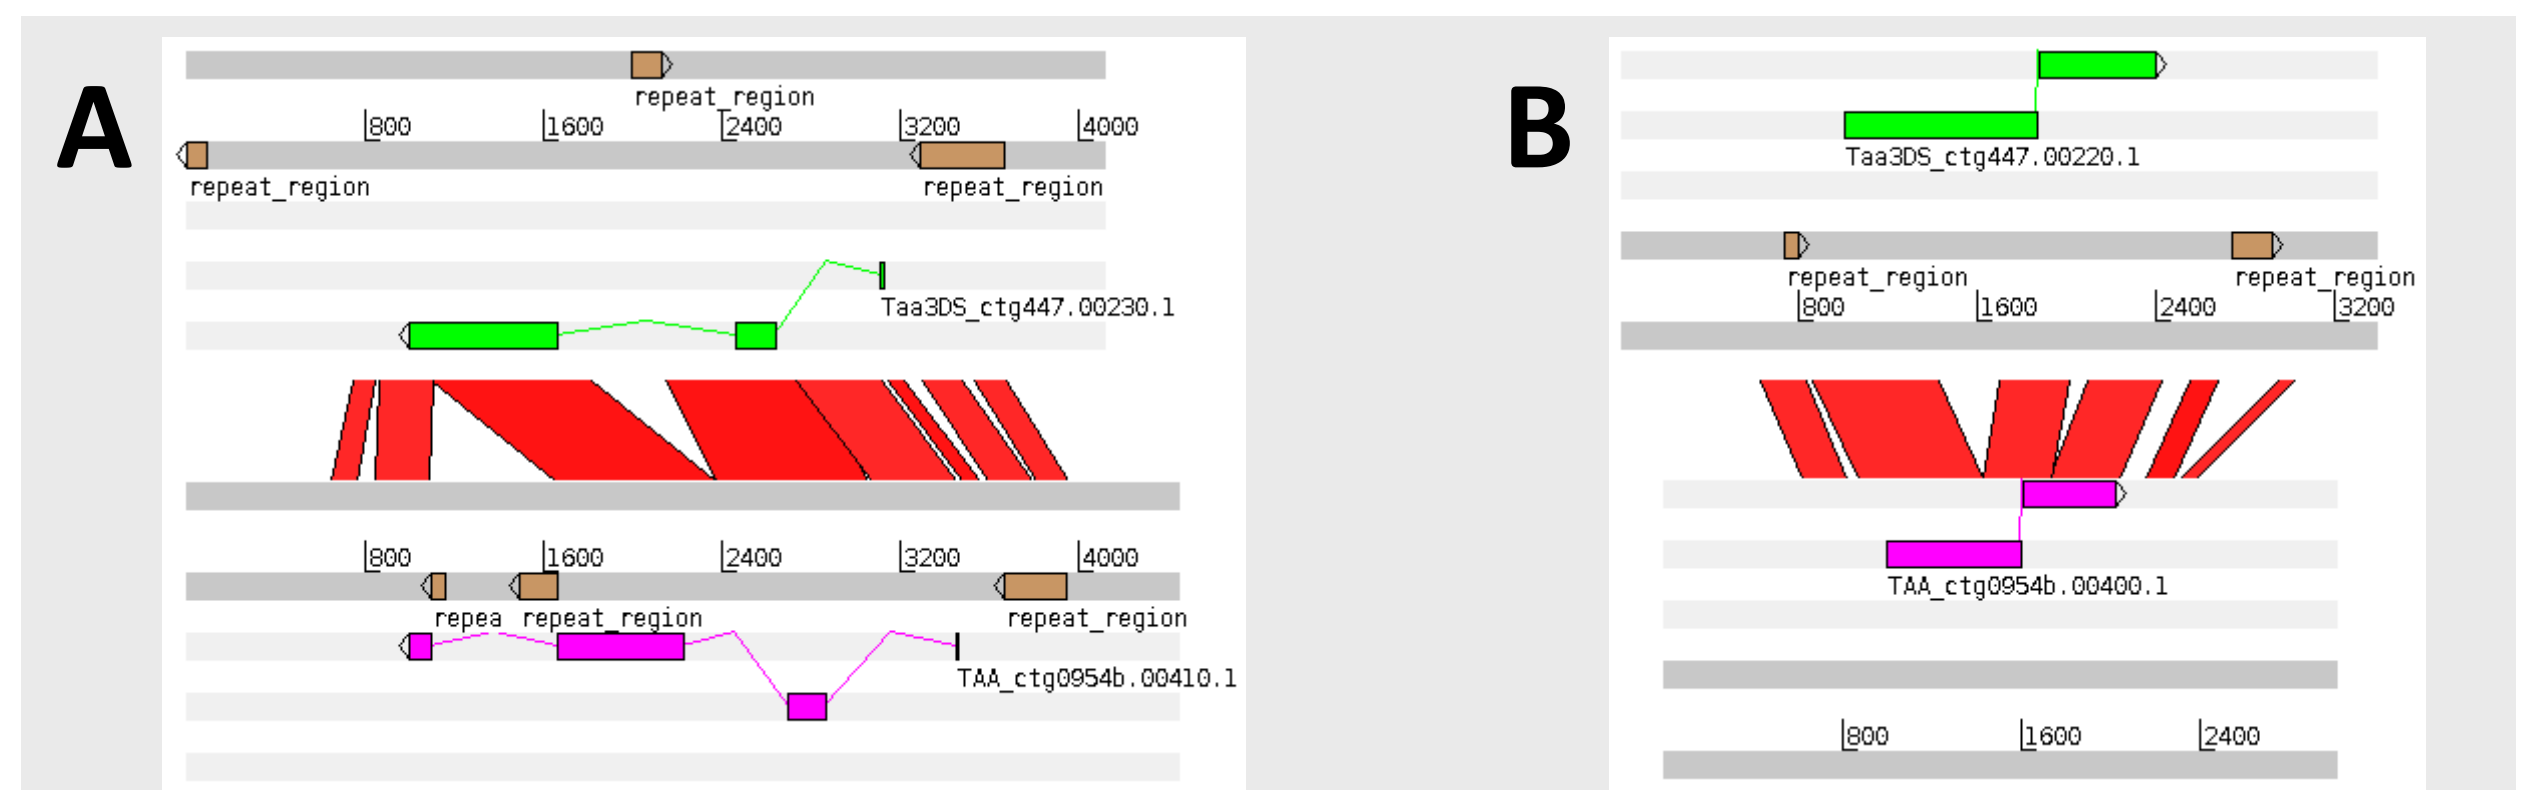 A
repeat_region
800 1600 2400 3200 4000
repeat_region repeat_region
Taa3DS_ctg447.00230.1
800 1600 2400 3200 4000
repea repeat_region repeat_region
TAA_ctg0954b.00410.1
B
Taa3DS_ctg447.00220.1
repeat_region repeat_region
800 1600 2400 3200
TAA_ctg0954b.00400.1
800 1600 2400